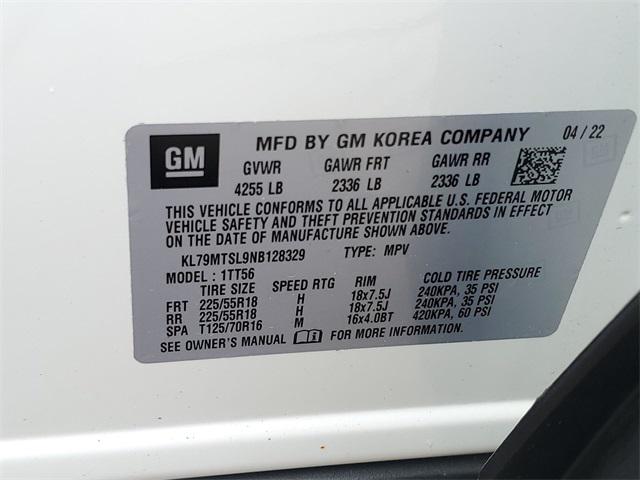 GM MFD BY GM KOREA COMPANY 04 / 22
GVWR GAWR FRT GAWR RR
4255 LB 2336 LB 2336 LB
THIS VEHICLE CONFORMS TO ALL APPLICABLE U.S. FEDERAL MOTOR
VEHICLE SAFETY AND THEFT PREVENTION STANDARDS IN EFFECT
ON THE DATE OF MANUFACTURE SHOWN ABOVE.
KL79MTSL9NB128329 TYPE: MPV
MODEL : 1TT56
TIRE SIZE SPEED RTG RIM COLD TIRE PRESSURE
FRT 225/55R18 H 18x7.5J 240KPA, 35 PSI
RR 225/55R18 H 18x7.5J 240KPA, 35 PSI
SPA T125/70R16 M 16x4.0BT 420KPA, 60 PSI
SEE OWNER'S MANUAL FOR MORE INFORMATION.